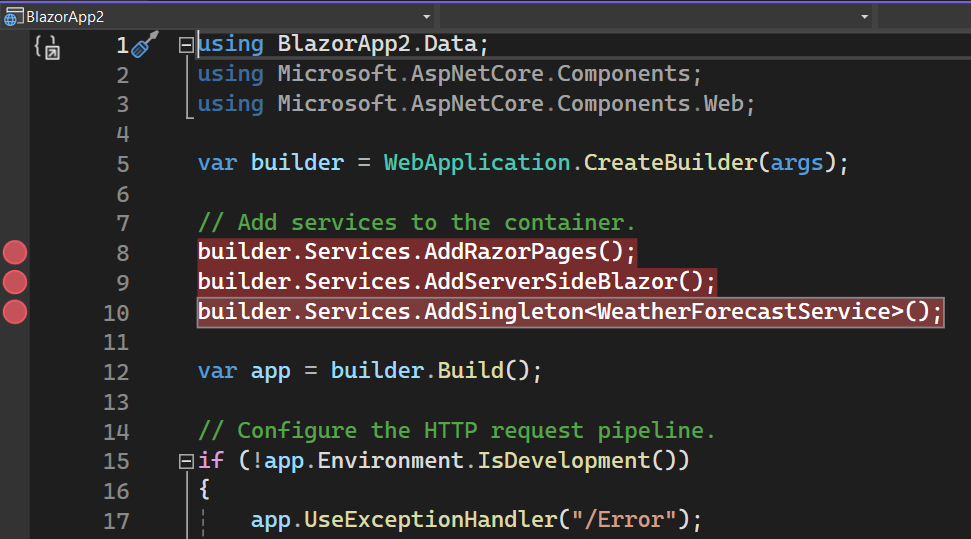 BlazorApp2
1 using BlazorApp2.Data;
2 using Microsoft.AspNetCore.Components;
3 using Microsoft.AspNetCore.Components.Web;
4
5 var builder = WebApplication.CreateBuilder(args);
6
7 // Add services to the container.
8 builder.Services.AddRazorPages();
9 builder.Services.AddServerSideBlazor();
10 builder.Services.AddSingleton<WeatherForecastService>();
11
12 var app = builder.Build();
13
14 // Configure the HTTP request pipeline.
15 if (!app.Environment.IsDevelopment())
16 {
17 app.UseExceptionHandler("/Error");